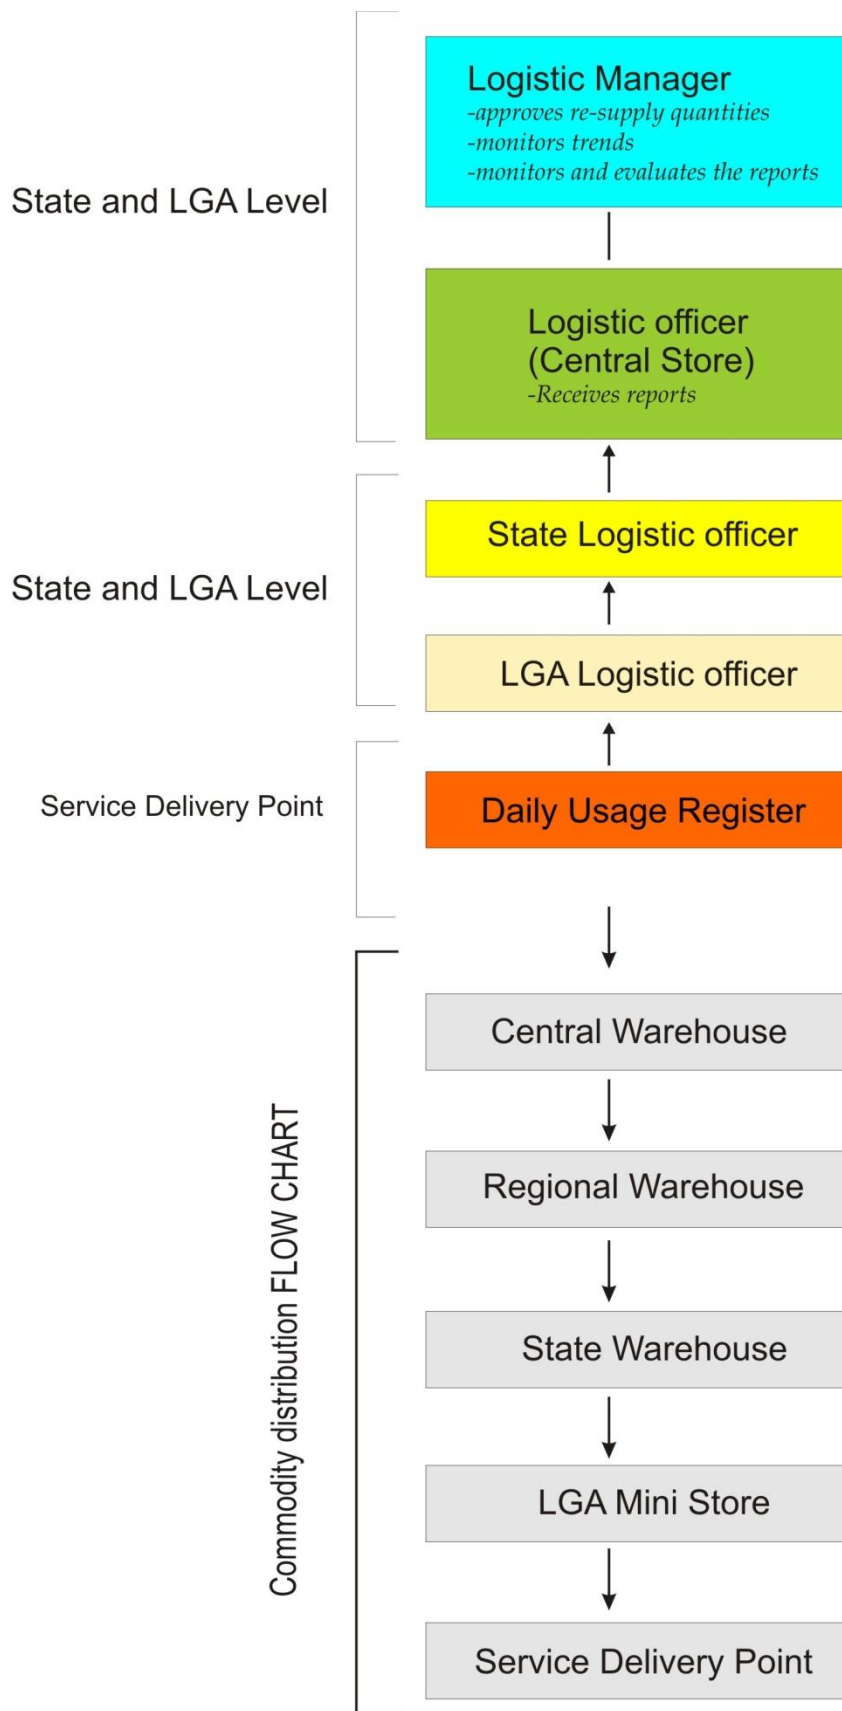 Logistic Manager
-approves re-supply quantities
-monitors trends
-monitors and evaluates the reports
State and LGA Level
Logistic officer
(Central Store)
-Receives reports
State Logistic officer
State and LGA Level
LGA Logistic officer
Service Delivery Point
Daily Usage Register
Commodity distribution FLOW CHART
Central Warehouse
Regional Warehouse
State Warehouse
LGA Mini Store
Service Delivery Point